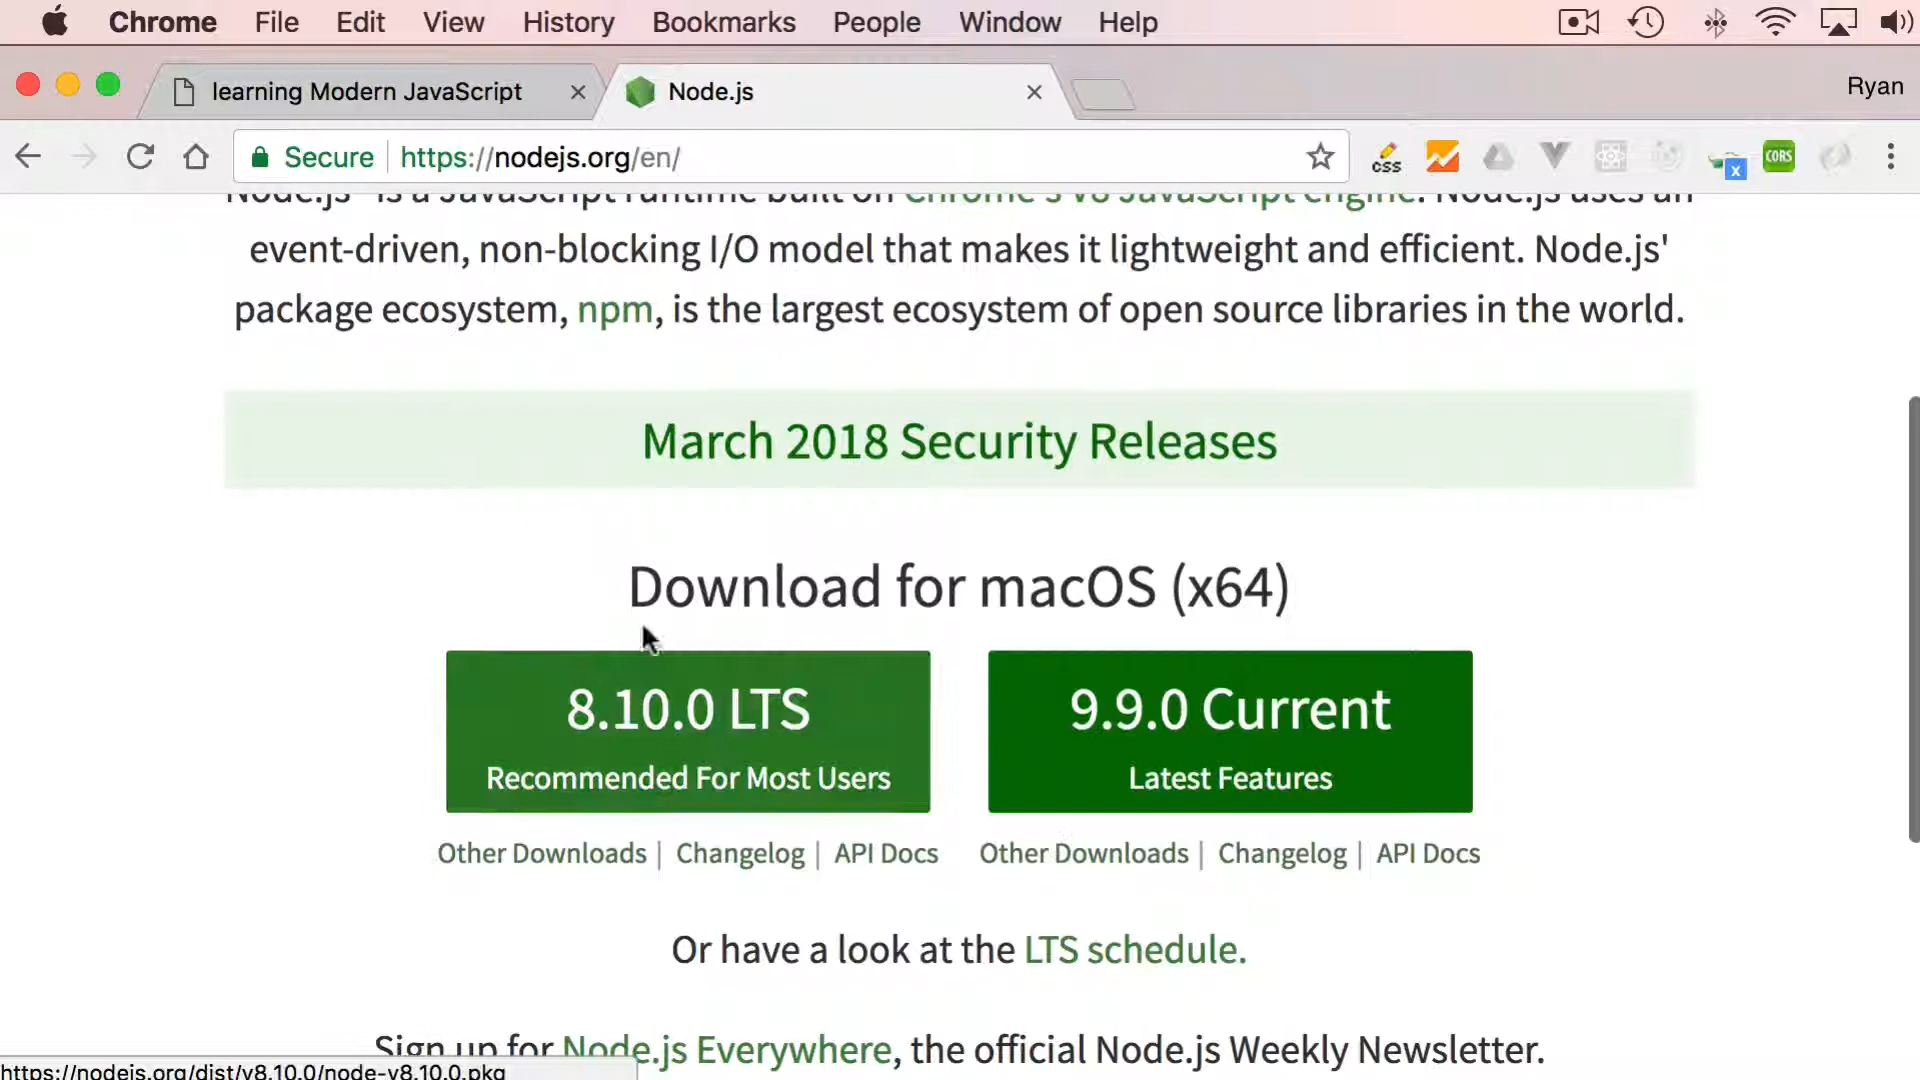 Chrome File Edit View History Bookmarks People Window Help
learning Modern JavaScript
Node.js
Ryan
Secure
https://nodejs.org/en/
css
x
CORS
Node.js® is a JavaScript runtime built on Chrome's V8 JavaScript engine. Node.js uses an
event-driven, non-blocking I/O model that makes it lightweight and efficient. Node.js'
package ecosystem, npm, is the largest ecosystem of open source libraries in the world.
March 2018 Security Releases
Download for macOS (x64)
8.10.0 LTS
Recommended For Most Users
9.9.0 Current
Latest Features
Other Downloads | Changelog | API Docs
Other Downloads | Changelog | API Docs
Or have a look at the LTS schedule.
Sign up for Node.js Everywhere, the official Node.js Weekly Newsletter.
https://nodejs.org/dist/v8.10.0/node-v8.10.0.pkg